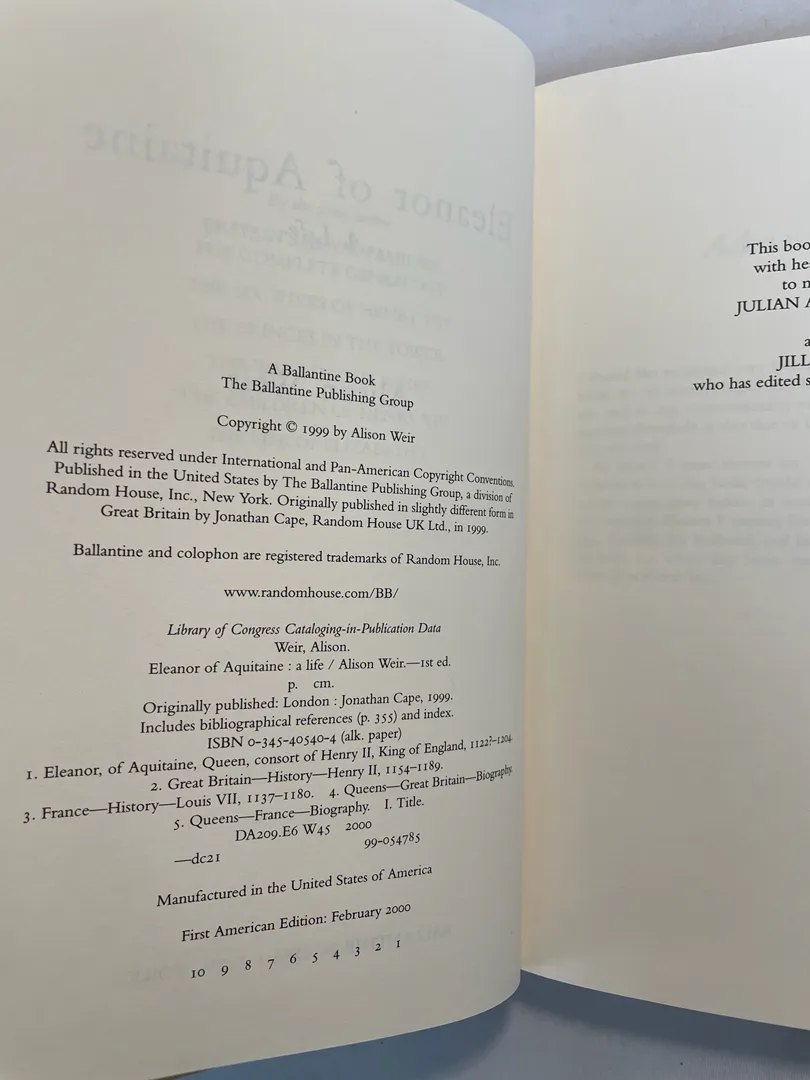 A Ballantine Book
The Ballantine Publishing Group
Copyright © 1999 by Alison Weir
All rights reserved under International and Pan-American Copyright Conventions.
Published in the United States by The Ballantine Publishing Group, a division of
Random House, Inc., New York. Originally published in slightly different form in
Great Britain by Jonathan Cape, Random House UK Ltd., in 1999.
Ballantine and colophon are registered trademarks of Random House, Inc.
www.randomhouse.com/BB/
Library of Congress Cataloging-in-Publication Data
Weir, Alison.
Eleanor of Aquitaine : a life / Alison Weir.—1st ed.
p. cm.
Originally published: London : Jonathan Cape, 1999.
Includes bibliographical references (p. 355) and index.
ISBN 0-345-40540-4 (alk. paper)
1. Eleanor, of Aquitaine, Queen, consort of Henry II, King of England, 1122?–1204.
2. Great Britain—History—Henry II, 1154–1189.
3. France—History—Louis VII, 1137–1180. 4. Queens—Great Britain—Biography.
5. Queens—France—Biography. I. Title.
DA209.E6 W45 2000
—dc21 99-054785
Manufactured in the United States of America
First American Edition: February 2000
10 9 8 7 6 5 4 3 2 1
This boo
with he
to m
JULIAN A
a
JILL
who has edited s